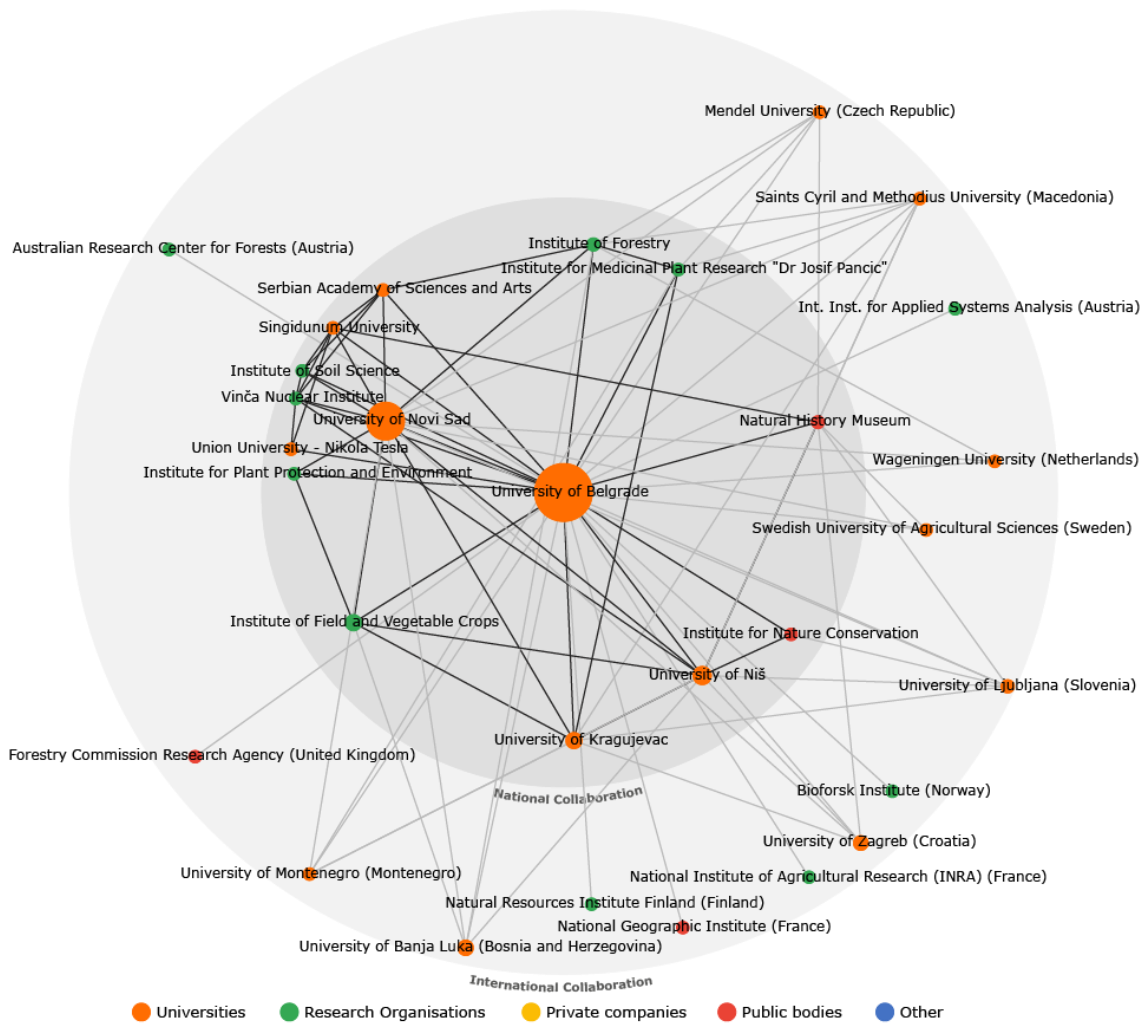 Mendel University (Czech Republic)
Saints Cyril and Methodius University (Macedonia)
Australian Research Center for Forests (Austria)
Institute of Forestry
Institute for Medicinal Plant Research "Dr Josif Pancic"
Serbian Academy of Sciences and Arts
Int. Inst. for Applied Systems Analysis (Austria)
Singidunum University
Institute of Soil Science
Vinča Nuclear Institute
University of Novi Sad
Natural History Museum
Union University - Nikola Tesla
Wageningen University (Netherlands)
Institute for Plant Protection and Environment
University of Belgrade
Swedish University of Agricultural Sciences (Sweden)
Institute of Field and Vegetable Crops
Institute for Nature Conservation
University of Niš
University of Ljubljana (Slovenia)
University of Kragujevac
Forestry Commission Research Agency (United Kingdom)
National Collaboration
Bioforsk Institute (Norway)
University of Zagreb (Croatia)
University of Montenegro (Montenegro)
National Institute of Agricultural Research (INRA) (France)
Natural Resources Institute Finland (Finland)
National Geographic Institute (France)
University of Banja Luka (Bosnia and Herzegovina)
International Collaboration
Universities
Research Organisations
Private companies
Public bodies
Other